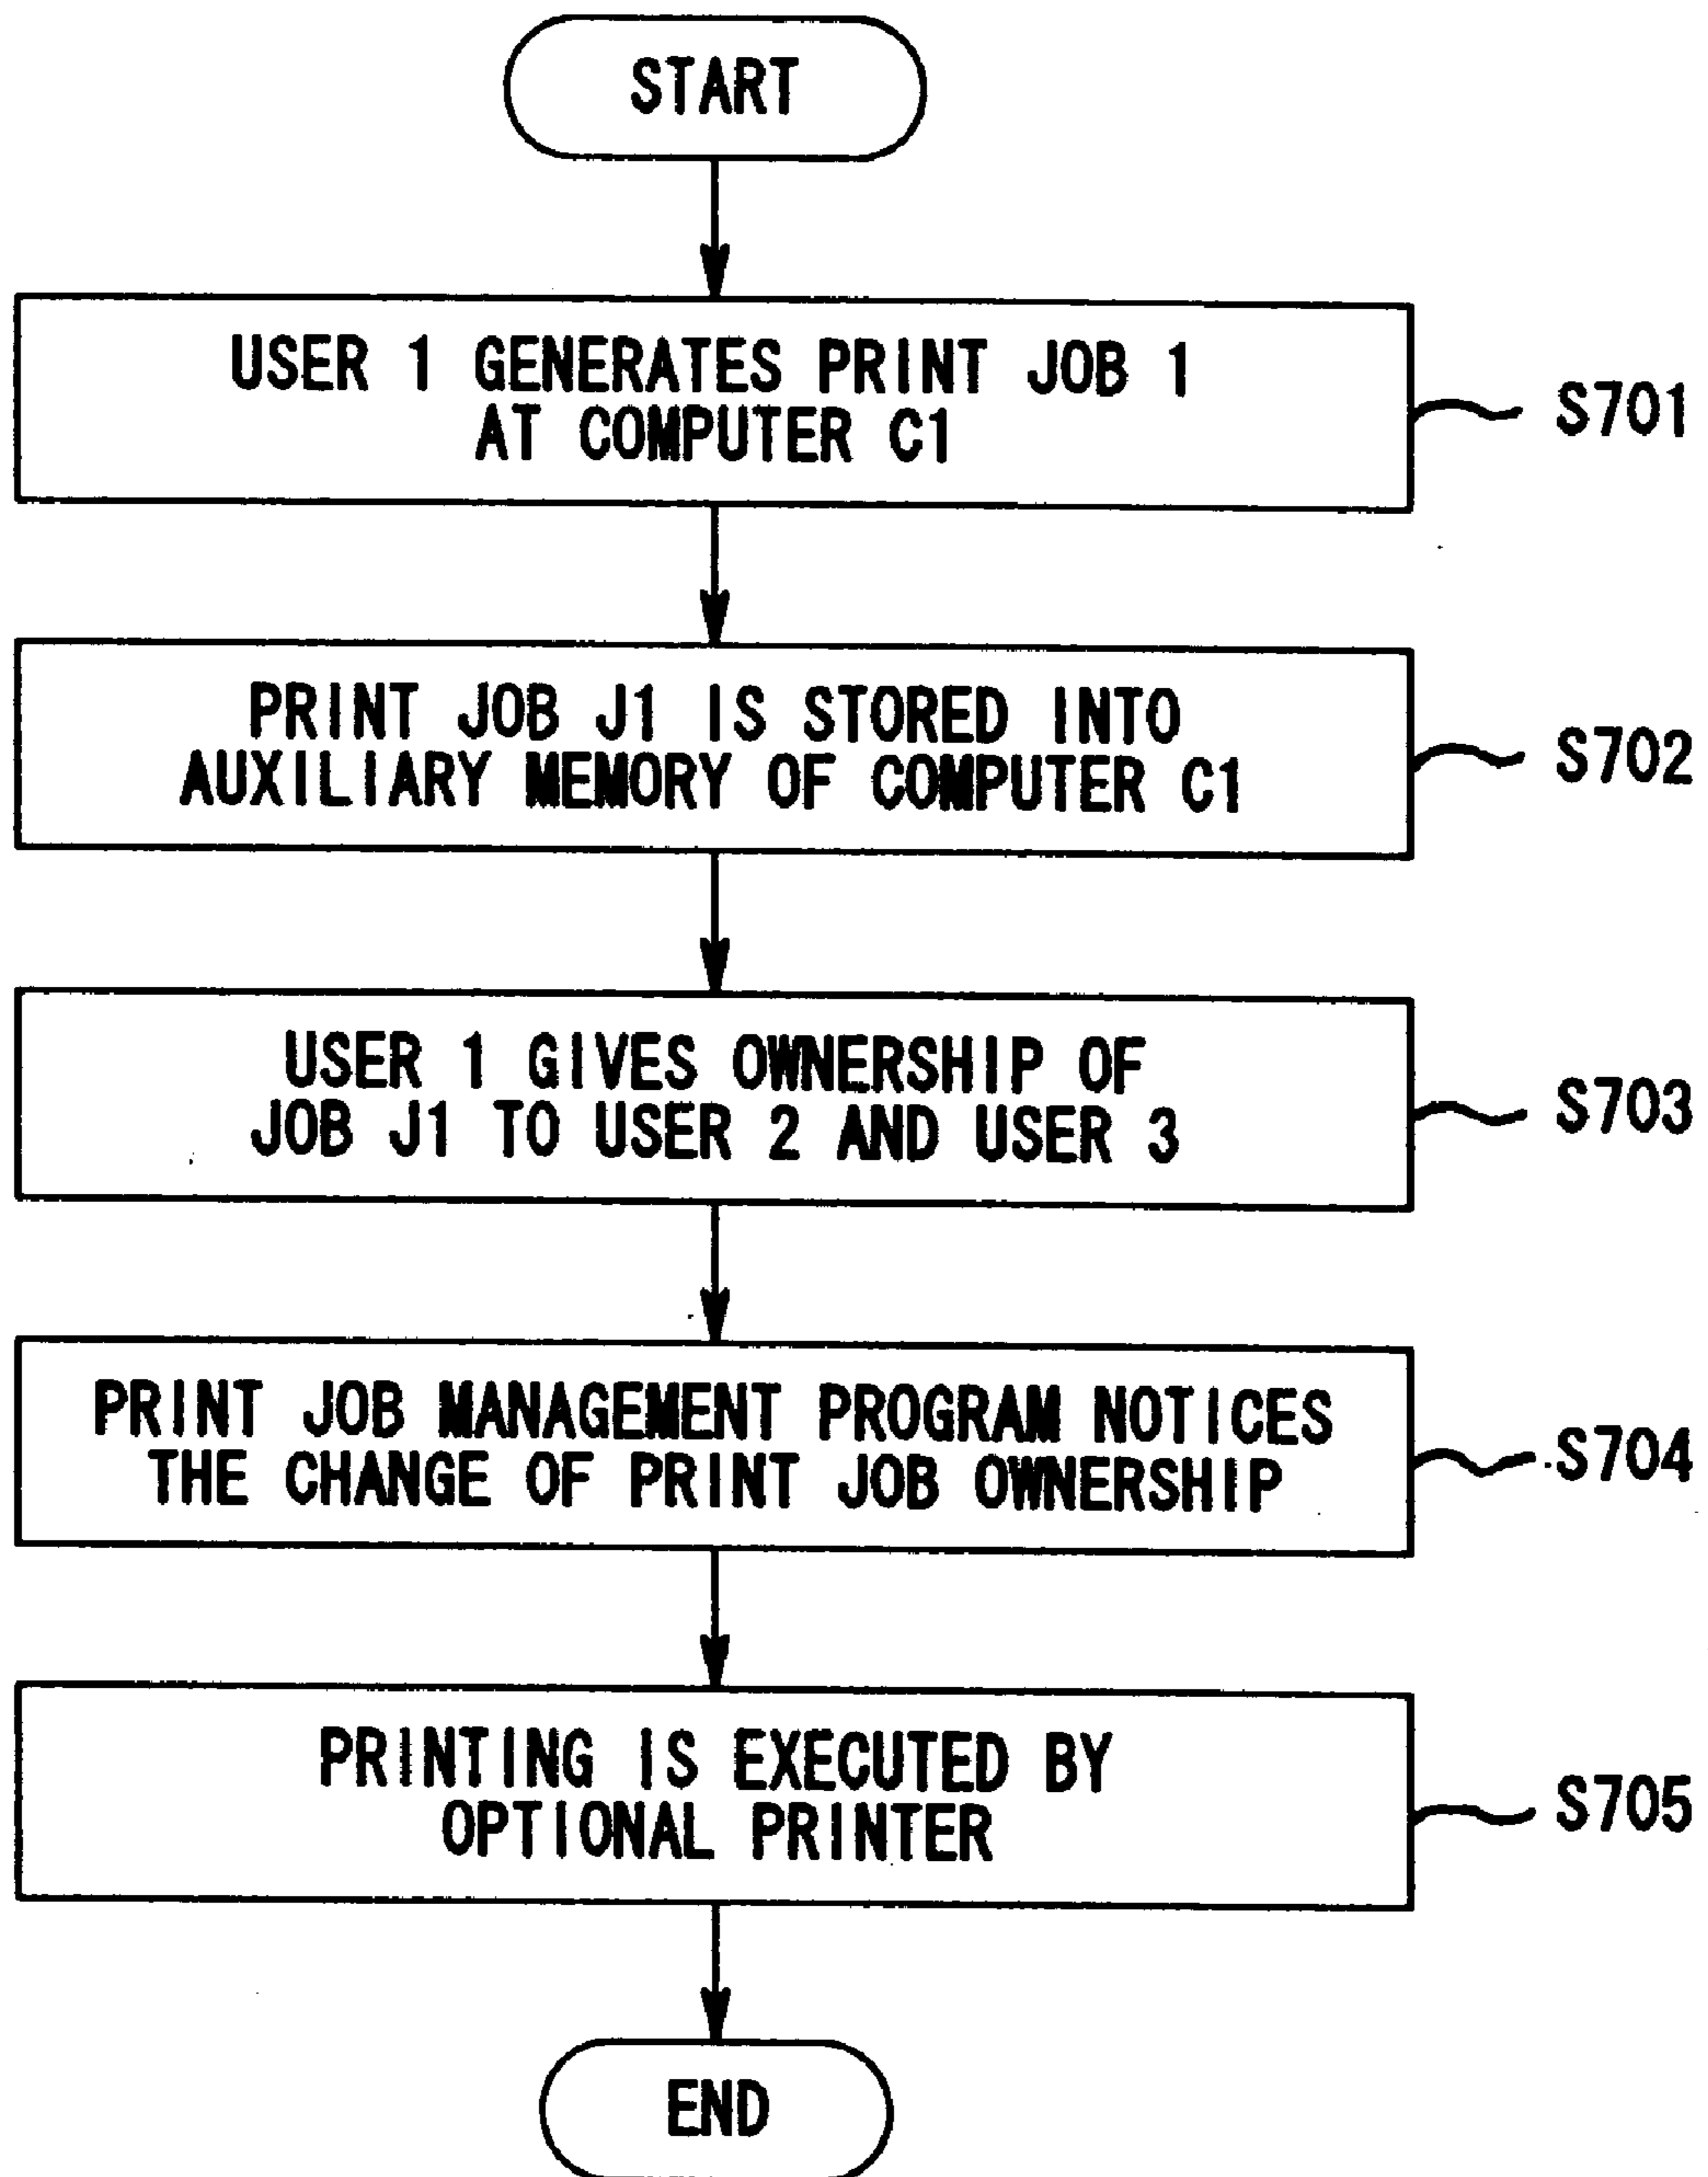 START
USER 1 GENERATES PRINT JOB 1
AT COMPUTER C1
S701
PRINT JOB J1 IS STORED INTO
AUXILIARY MEMORY OF COMPUTER C1
S702
USER 1 GIVES OWNERSHIP OF
JOB J1 TO USER 2 AND USER 3
S703
PRINT JOB MANAGEMENT PROGRAM NOTICES
THE CHANGE OF PRINT JOB OWNERSHIP
S704
PRINTING IS EXECUTED BY
OPTIONAL PRINTER
S705
END